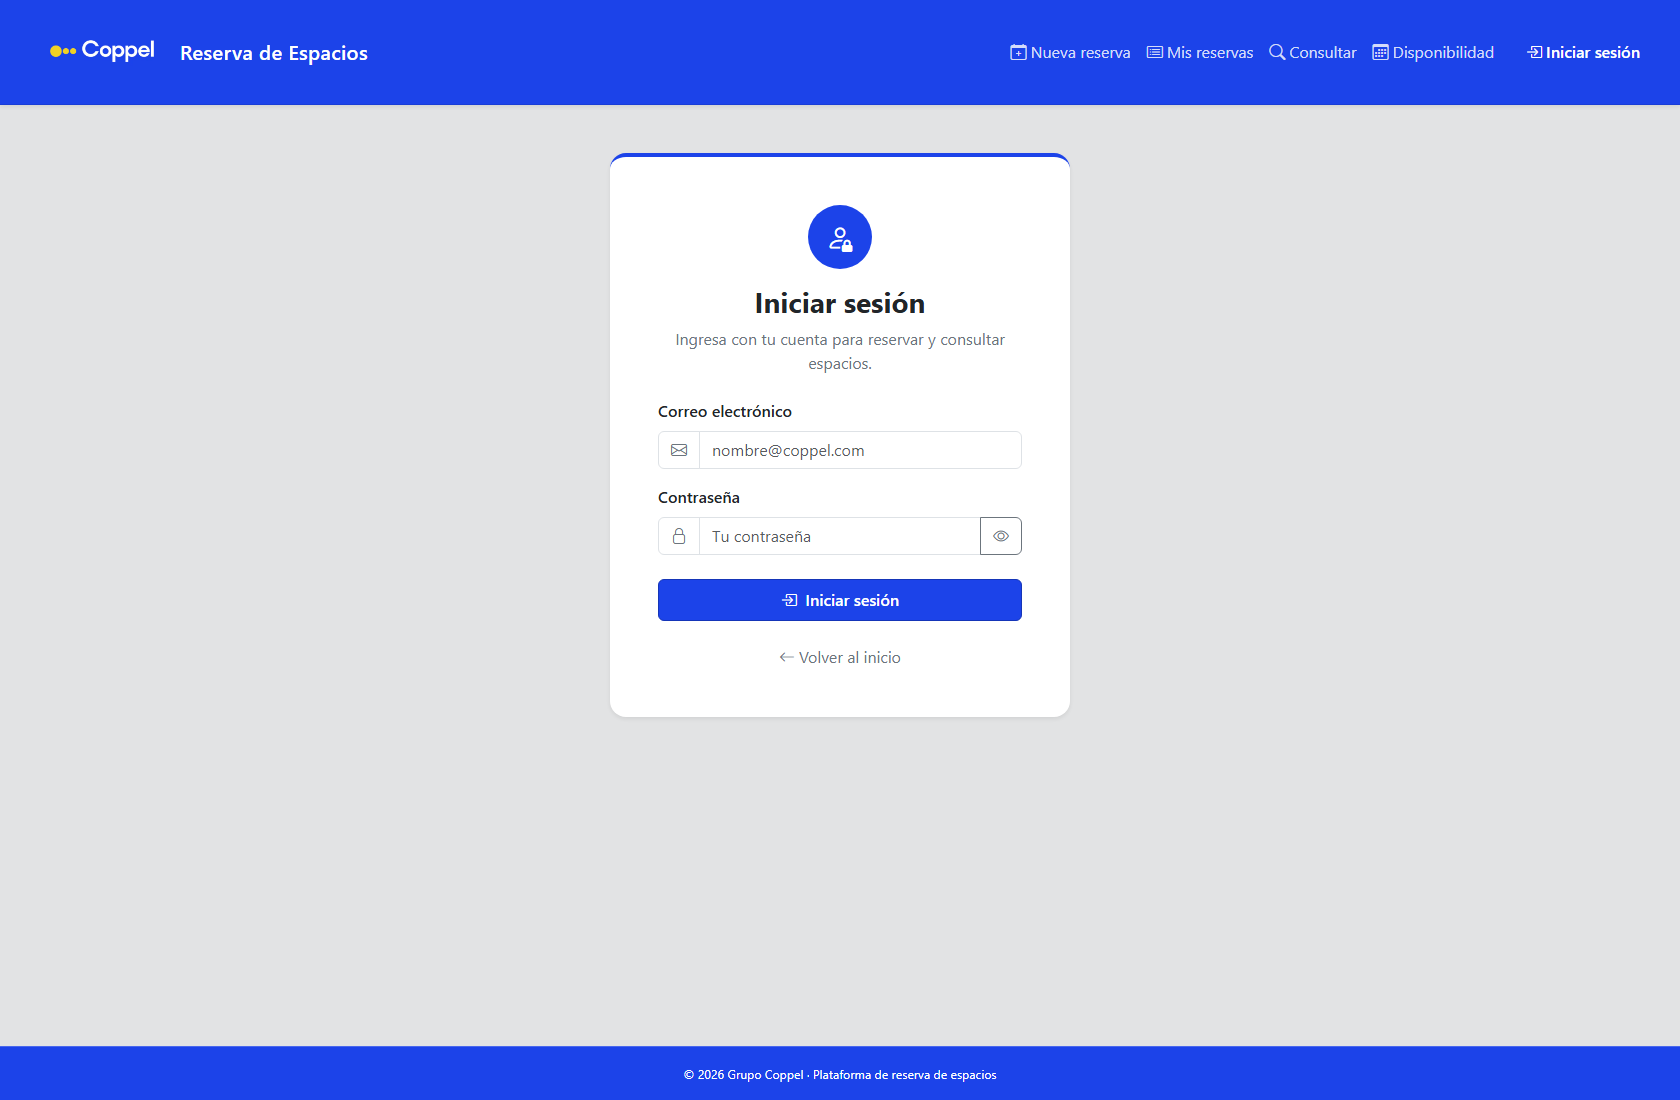 Coppel
Reserva de Espacios
Nueva reserva
Mis reservas
Consultar
Disponibilidad
Iniciar sesión
Iniciar sesión
Ingresa con tu cuenta para reservar y consultar
espacios.
Correo electrónico
nombre@coppel.com
Contraseña
Tu contraseña
Iniciar sesión
← Volver al inicio
© 2026 Grupo Coppel · Plataforma de reserva de espacios